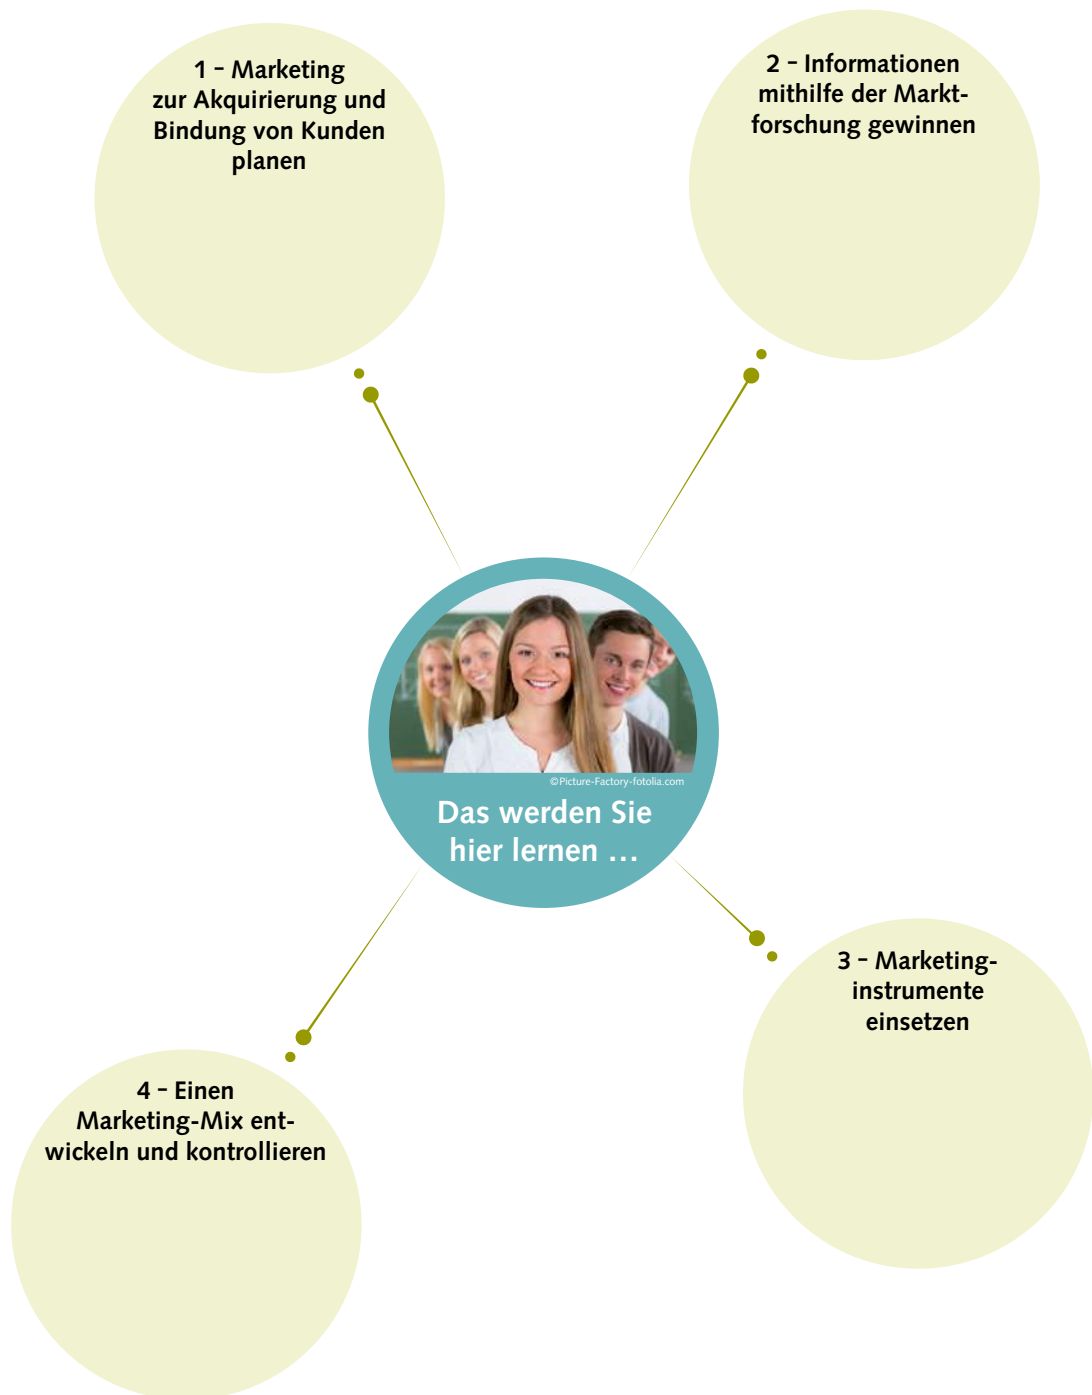 1 – Marketing
zur Akquirierung und
Bindung von Kunden
planen
2 – Informationen
mithilfe der Markt-
forschung gewinnen
©Picture-Factory-fotolia.com
Das werden Sie
hier lernen …
3 – Marketing-
instrumente
einsetzen
4 – Einen
Marketing-Mix ent-
wickeln und kontrollieren